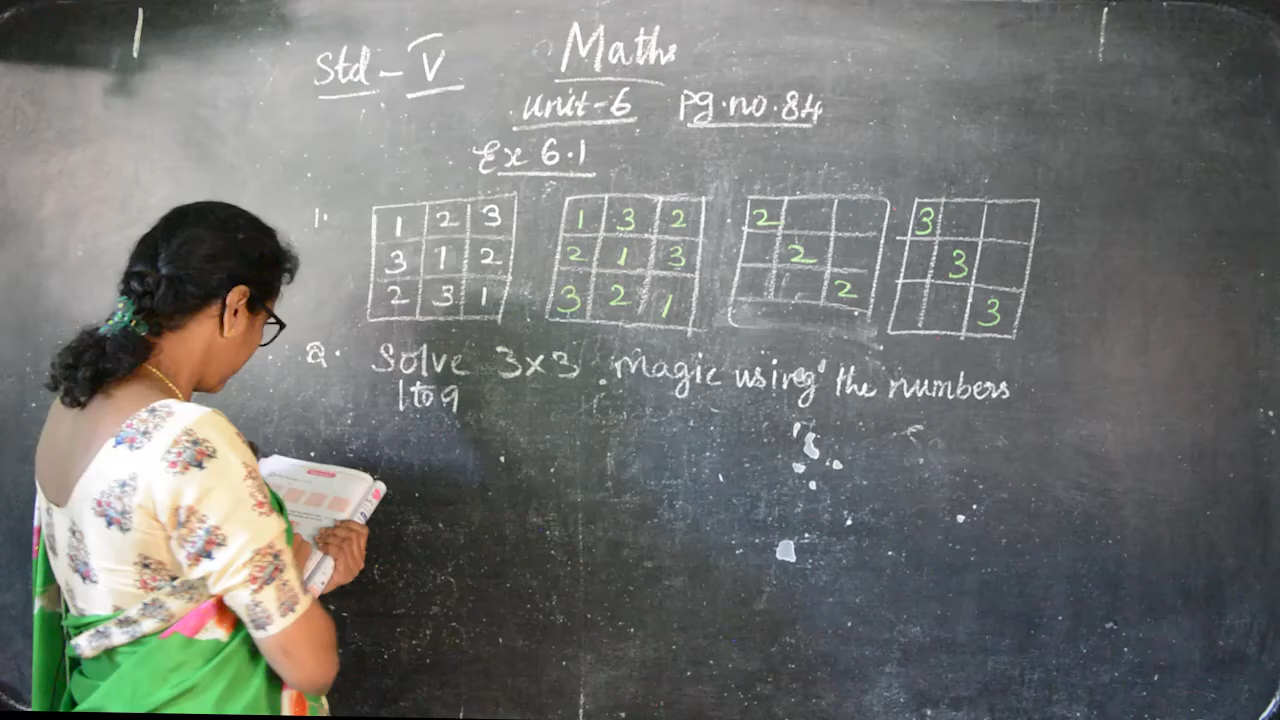 Std - V Maths
Unit-6 Pg.no.84
Ex 6.1
1. 1 2 3 1 3 2 2 3
3 1 2 2 1 3 2 3
2 3 1 3 2 1 2 3
2. Solve 3x3 Magic using the numbers
1 to 9